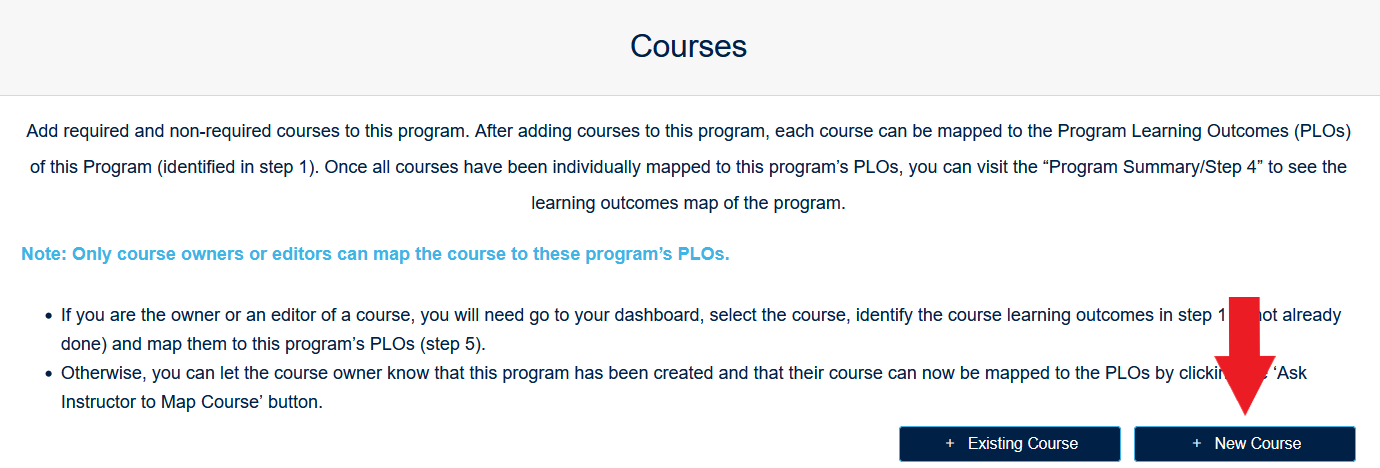 Courses
Add required and non-required courses to this program. After adding courses to this program, each course can be mapped to the Program Learning Outcomes (PLOs)
of this Program (identified in step 1). Once all courses have been individually mapped to this program’s PLOs, you can visit the “Program Summary/Step 4” to see the
learning outcomes map of the program.
Note: Only course owners or editors can map the course to these program’s PLOs.
• If you are the owner or an editor of a course, you will need go to your dashboard, select the course, identify the course learning outcomes in step 1 not already
done) and map them to this program’s PLOs (step 5).
• Otherwise, you can let the course owner know that this program has been created and that their course can now be mapped to the PLOs by ‘Ask
Instructor to Map Course’ button.
+ Existing Course
+ New Course